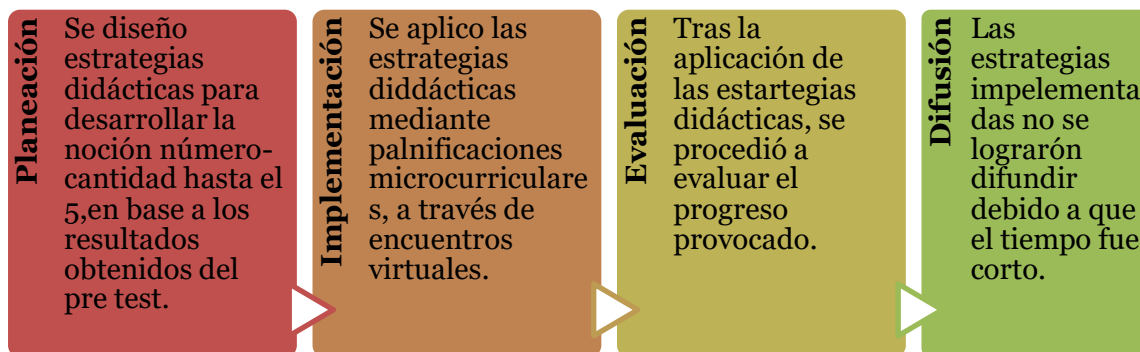 Planeación
Se diseño
estrategias
didácticas para
desarrollar la
noción número-
cantidad hasta el
5,en base a los
resultados
obtenidos del
pre test.
Implementación
Se aplico las
estrategias
diddácticas
mediante
palnificaciones
microcurriculare
s, a través de
encuentros
virtuales.
Evaluación
Tras la
aplicación de
las estartegias
didácticas, se
procedió a
evaluar el
progreso
provocado.
Difusión
Las
estrategias
impelementa
das no se
lograrón
difundir
debido a que
el tiempo fue
corto.